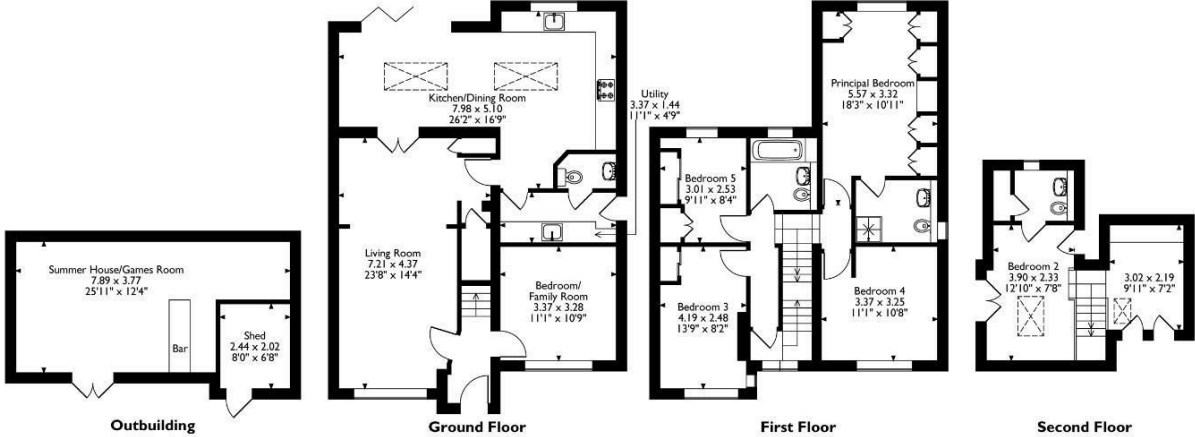 Summer House/Games Room
7.89 x 3.77
25'11" x 12'4"
Bar
Shed
2.44 x 2.02
8'0" x 6'8"
Outbuilding
Kitchen/Dining Room
7.98 x 5.10
26'2" x 16'9"
Utility
3.37 x 1.44
11'1" x 4'9"
Living Room
7.21 x 4.37
23'8" x 14'4"
Bedroom/
Family Room
3.37 x 3.28
11'1" x 10'9"
Ground Floor
Principal Bedroom
5.57 x 3.32
18'3" x 10'11"
Bedroom 5
3.01 x 2.53
9'11" x 8'4"
Bedroom 3
4.19 x 2.48
13'9" x 8'2"
Bedroom 4
3.37 x 3.25
11'1" x 10'8"
First Floor
Bedroom 2
3.90 x 2.33
12'10" x 7'8"
3.02 x 2.19
9'11" x 7'2"
Second Floor